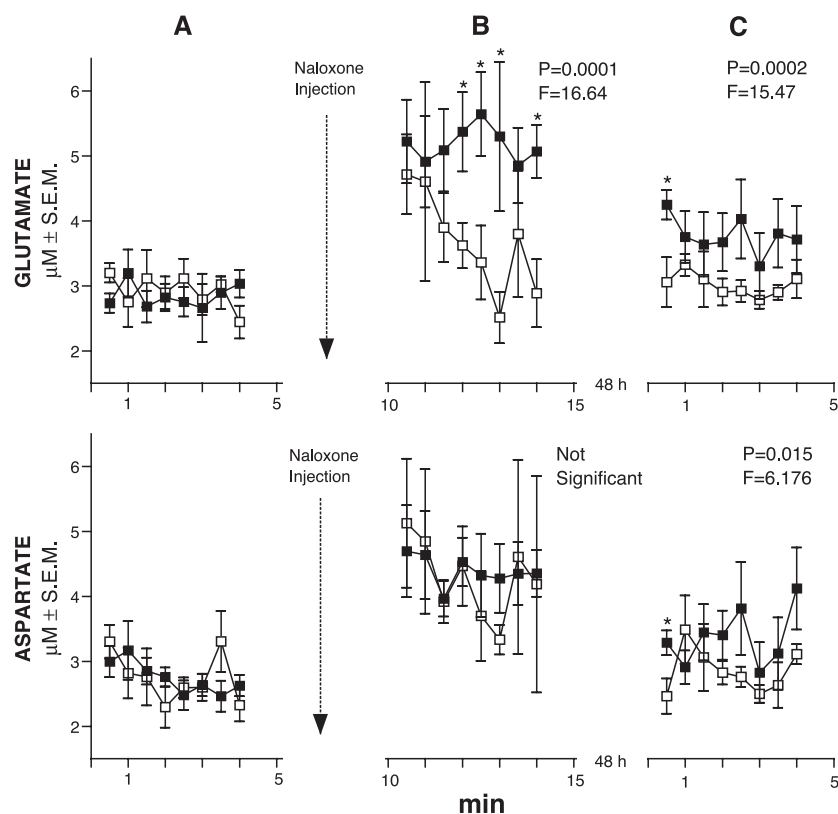 A
B
C
GLUTAMATE
µM ± S.E.M.
6
5
4
3
2
Naloxone
Injection
*
*
*
*
P=0.0001
F=16.64
*
P=0.0002
F=15.47
1
5
10
15
48 h
1
5
ASPARTATE
µM ± S.E.M.
6
5
4
3
2
Naloxone
Injection
Not
Significant
*
P=0.015
F=6.176
1
5
10
15
48 h
1
5
min